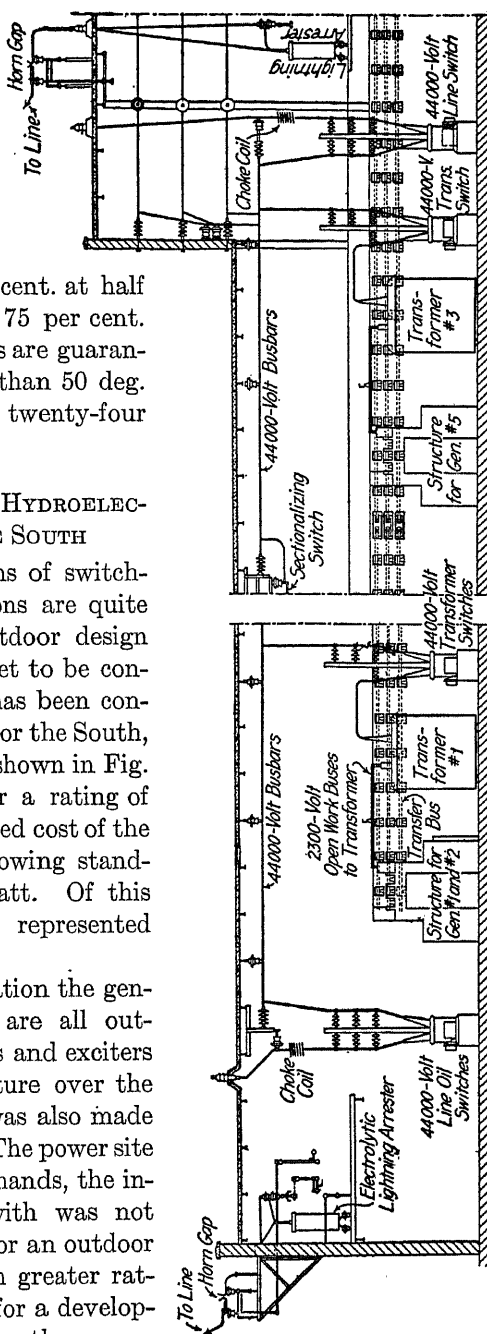 cent. at half
75 per cent.
s are guaran-
than 50 deg.
twenty-four
HYDROELEC-
E SOUTH
ns of switch-
ons are quite
tdoor design
et to be con-
has been con-
or the South,
shown in Fig.
r a rating of
ed cost of the
owing stand-
att. Of this
represented
ation the gen-
are all out-
s and exciters
ture over the
was also made
The power site
hands, the in-
with was not
or an outdoor
n greater rat-
for a develop-
To Line
Horn Gap
Lightning
Arrester
Choke Coil
44000-Volt
Line Switch
44000-V.
Trans.
Switch
44000-Volt Busbars
Trans-
former
#3
Structure
for Gen. #5
Sectionalizing
Switch
44000-Volt
Transformer
Switches
44000-Volt Busbars
2300-Volt
Open Work Buses
to Transformer
Trans-
former
#1
Transfer
Bus
Structure for
Gen. #1 and #2
Choke
Coil
44000-Volt
Line Oil
Switches
Electrolytic
Lightning Arrester
To Line
Horn Gap